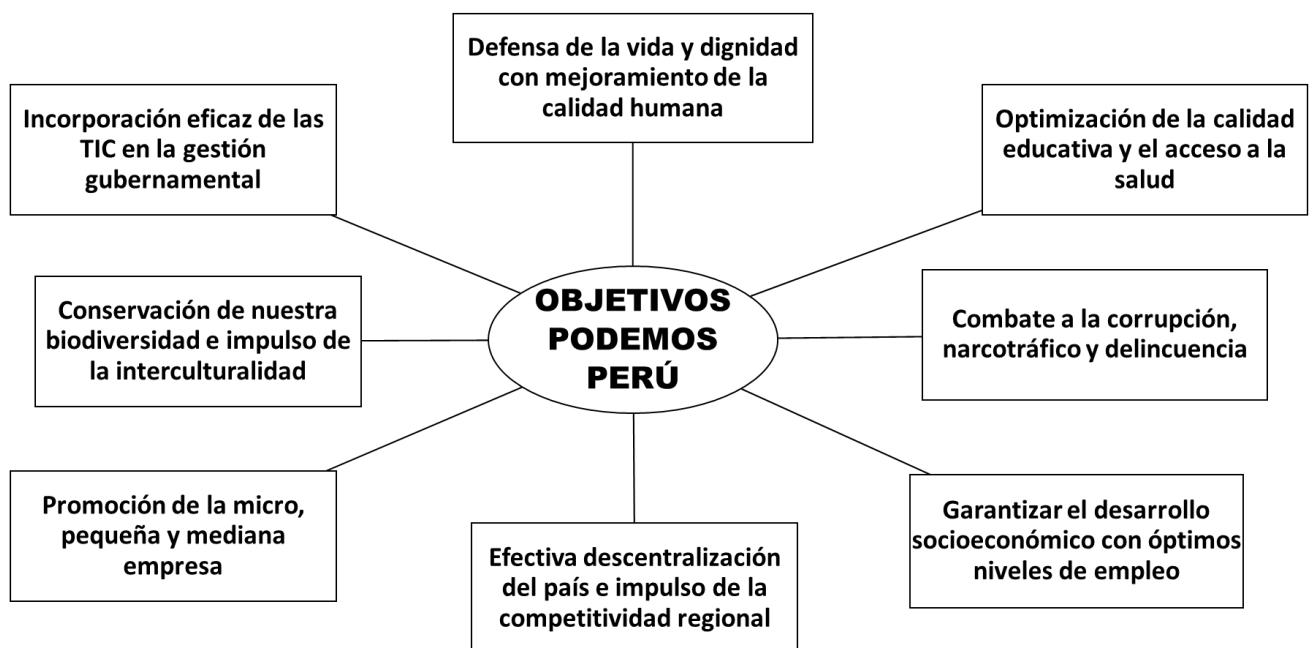 Defensa de la vida y dignidad
con mejoramiento de la
calidad humana
Incorporación eficaz de las
TIC en la gestión
gubernamental
Optimización de la calidad
educativa y el acceso a la
salud
Conservación de nuestra
biodiversidad e impulso de
la interculturalidad
OBJETIVOS
PODEMOS
PERÚ
Combate a la corrupción,
narcotráfico y delincuencia
Promoción de la micro,
pequeña y mediana
empresa
Efectiva descentralización
del país e impulso de la
competitividad regional
Garantizar el desarrollo
socioeconómico con óptimos
niveles de empleo